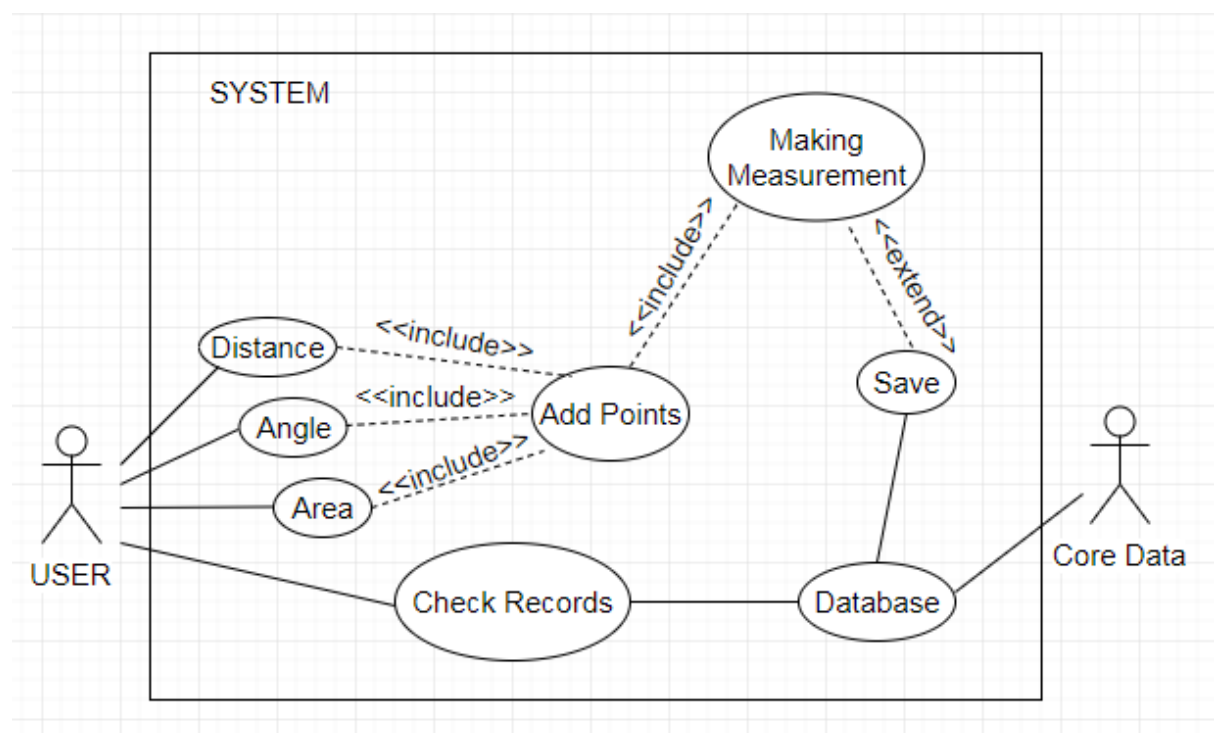 SYSTEM
Making
Measurement
<<include>>
<<extend>>
Distance
<<include>>
Save
Angle
<<include>>
Add Points
Area
<<include>>
USER
Core Data
Check Records
Database